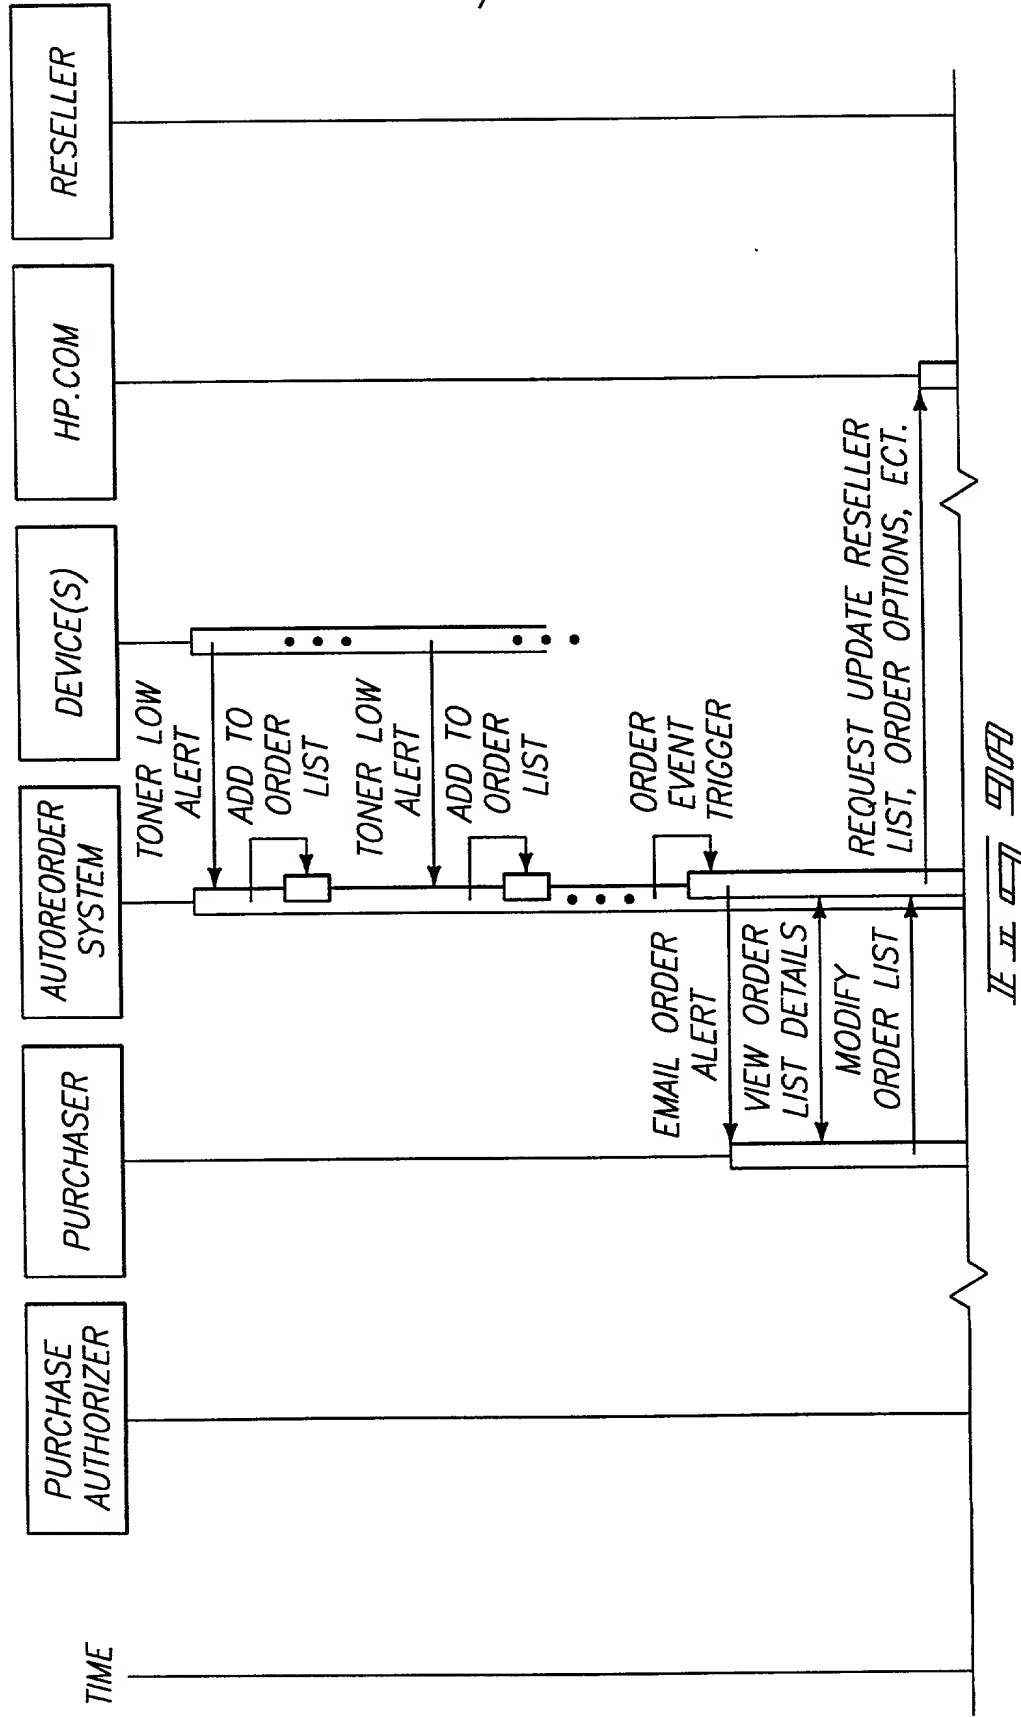 TIME
PURCHASE
AUTHORIZER
PURCHASER
AUTOREORDER
SYSTEM
DEVICE(S)
HP.COM
RESELLER
TONER LOW
ALERT
ADD TO
ORDER
LIST
TONER LOW
ALERT
ADD TO
ORDER
LIST
ORDER
EVENT
TRIGGER
EMAIL ORDER
ALERT
VIEW ORDER
LIST DETAILS
MODIFY
ORDER LIST
REQUEST UPDATE RESELLER
LIST, ORDER OPTIONS, ECT.
FIG 9A